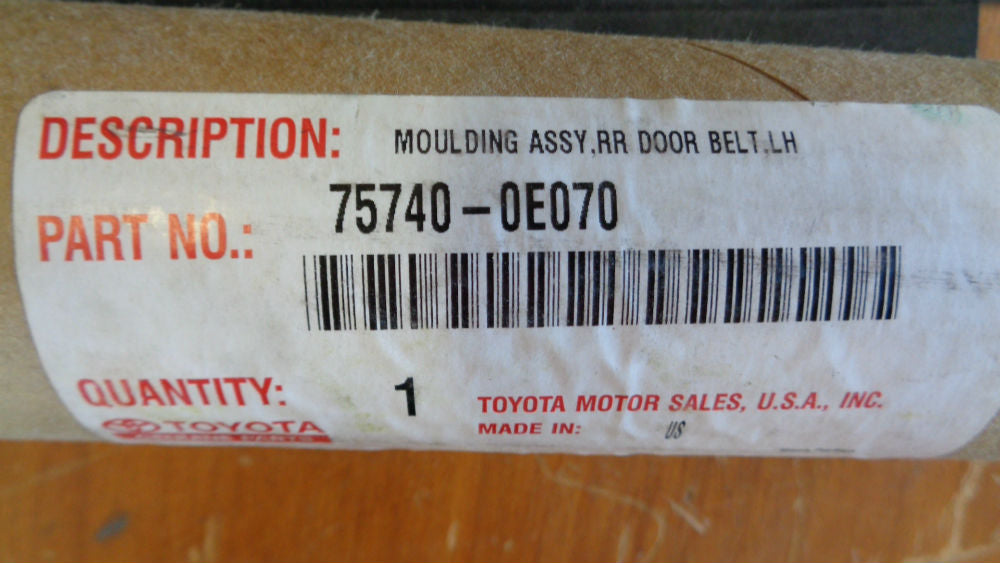 DESCRIPTION: MOULDING ASSY,RR DOOR BELT,LH
PART NO.: 75740-0E070
QUANTITY: 1
TOYOTA MOTOR SALES, U.S.A., INC.
TOYOTA
MADE IN: US